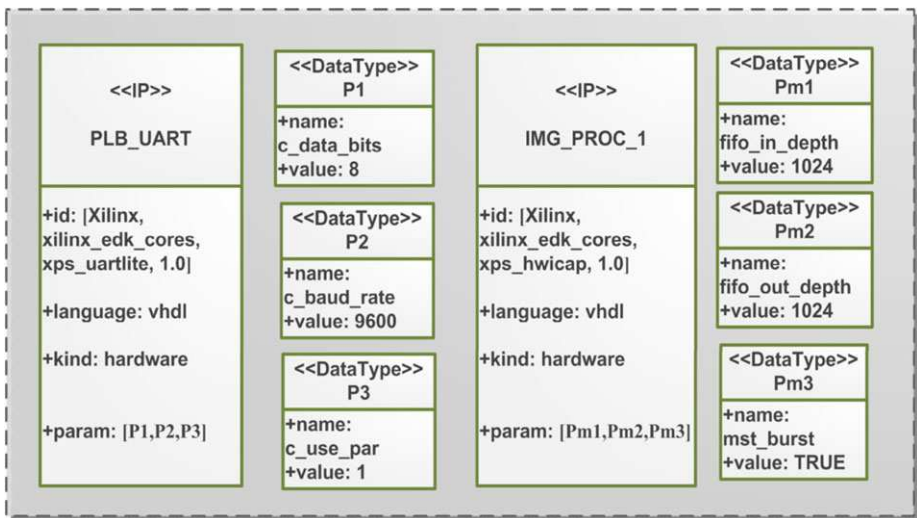 <<IP>>
PLB_UART
+id: [Xilinx,
xilinx_edk_cores,
xps_uartlite, 1.0]
+language: vhdl
+kind: hardware
+param: [P1,P2,P3]
<<DataType>>
P1
+name:
c_data_bits
+value: 8
<<DataType>>
P2
+name:
c_baud_rate
+value: 9600
<<DataType>>
P3
+name:
c_use_par
+value: 1
<<IP>>
IMG_PROC_1
+id: [Xilinx,
xilinx_edk_cores,
xps_hwicap, 1.0]
+language: vhdl
+kind: hardware
+param: [Pm1,Pm2,Pm3]
<<DataType>>
Pm1
+name:
fifo_in_depth
+value: 1024
<<DataType>>
Pm2
+name:
fifo_out_depth
+value: 1024
<<DataType>>
Pm3
+name:
mst_burst
+value: TRUE